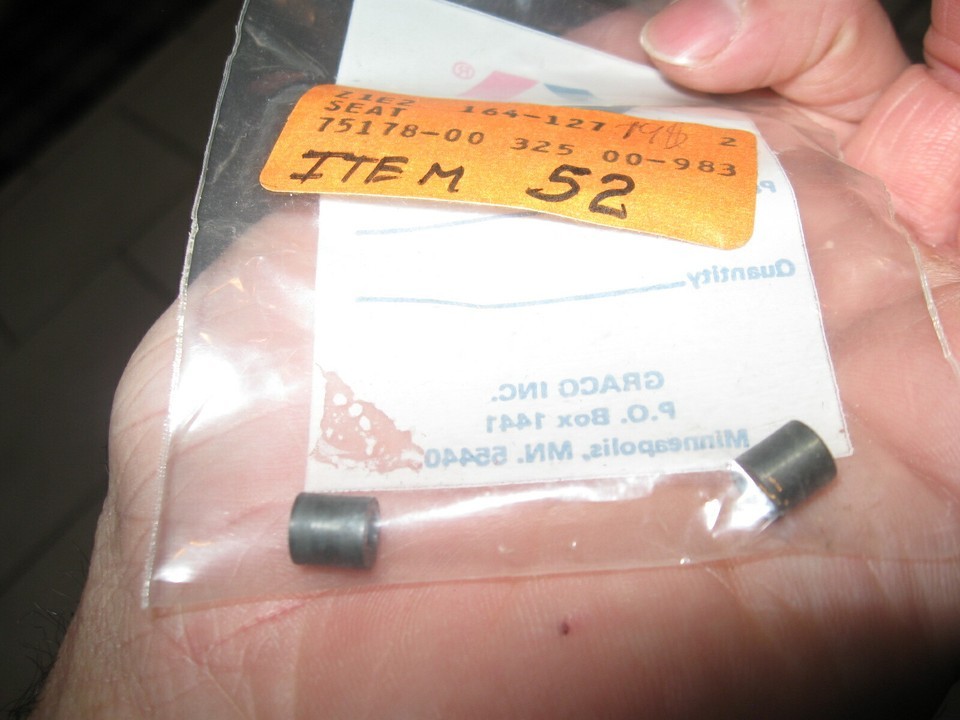 ®
Z1E2 164-127 198 2
SEAT
75178-00 325 00-983
ITEM 52
Quantity
GRACO INC.
P.O. Box 1441
Minneapolis, MN. 55440